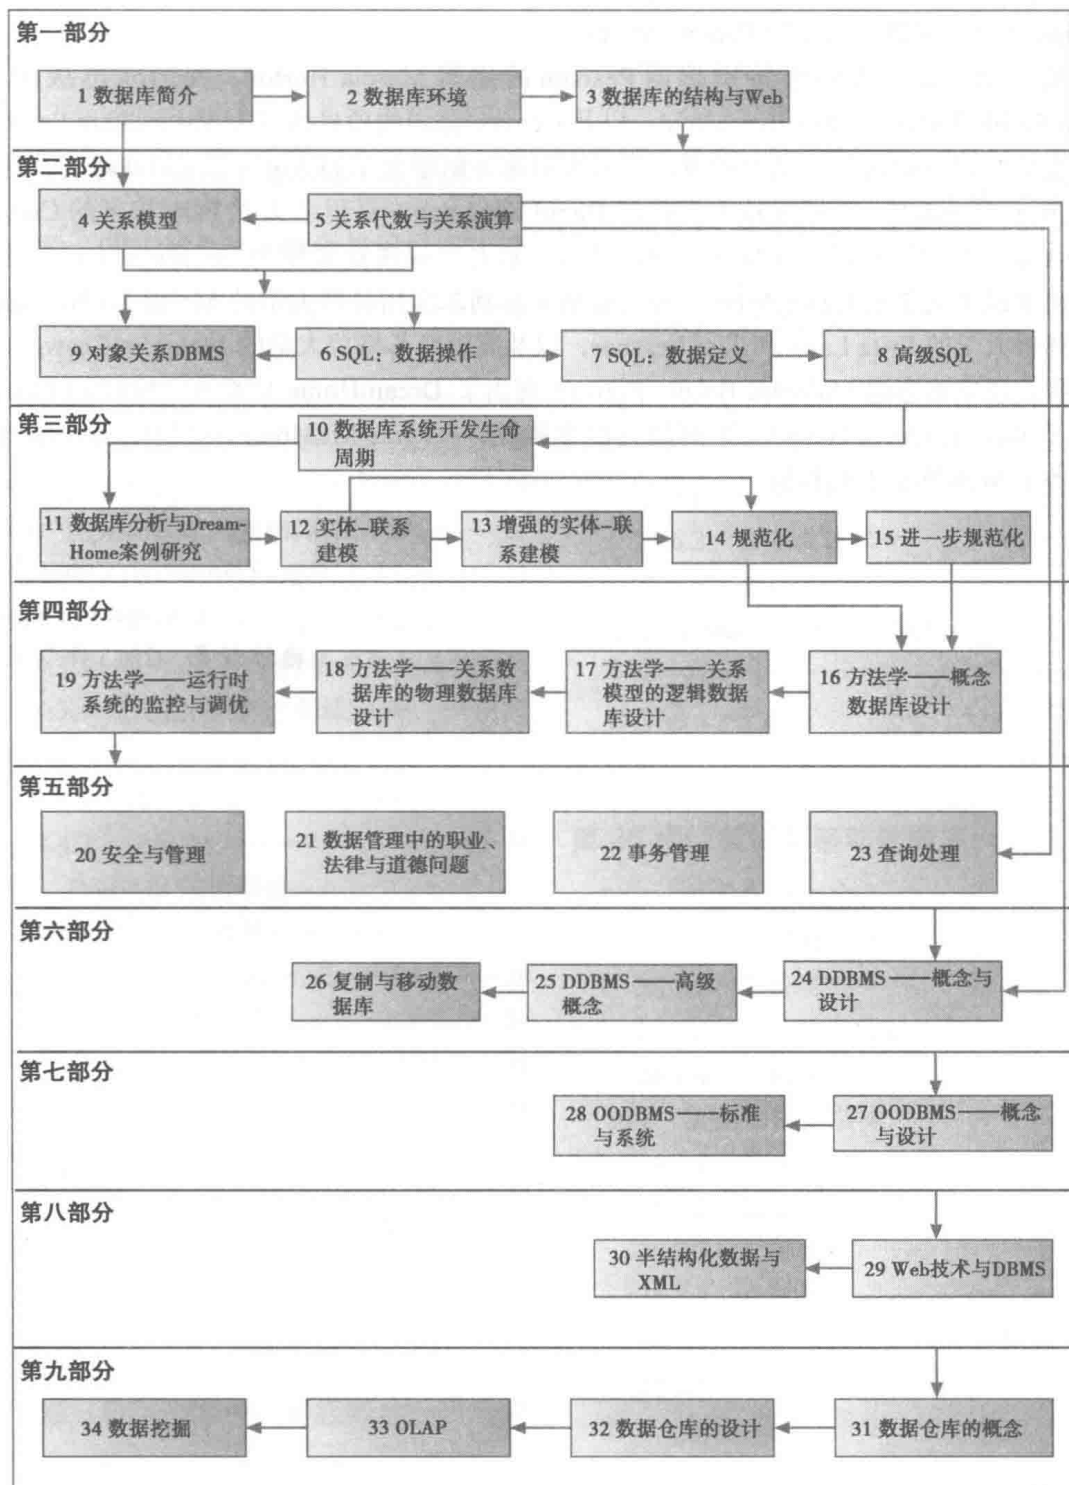 第一部分
1 数据库简介
2 数据库环境
3 数据库的结构与Web
第二部分
4 关系模型
5 关系代数与关系演算
9 对象关系DBMS
6 SQL：数据操作
7 SQL：数据定义
8 高级SQL
第三部分
10 数据库系统开发生命
周期
11 数据库分析与Dream-
Home案例研究
12 实体-联系
建模
13 增强的实体-联
系建模
14 规范化
15 进一步规范化
第四部分
19 方法学——运行时
系统的监控与调优
18 方法学——关系数
据库的物理数据库
设计
17 方法学——关系
模型的逻辑数据
库设计
16 方法学——概念
数据库设计
第五部分
20 安全与管理
21 数据管理中的职业、
法律与道德问题
22 事务管理
23 查询处理
第六部分
26 复制与移动数
据库
25 DDBMS——高级
概念
24 DDBMS——概念与
设计
第七部分
28 OODBMS——标准
与系统
27 OODBMS——概念
与设计
第八部分
30 半结构化数据与
XML
29 Web技术与DBMS
第九部分
34 数据挖掘
33 OLAP
32 数据仓库的设计
31 数据仓库的概念